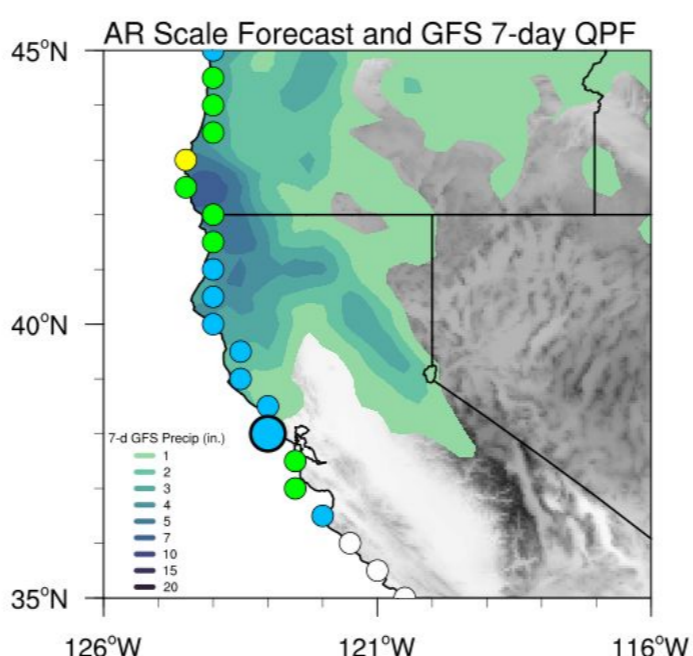 AR Scale Forecast and GFS 7-day QPF
45°N
40°N
7-d GFS Precip (in.)
1
2
3
4
5
7
10
15
20
35°N
126°W
121°W
116°W